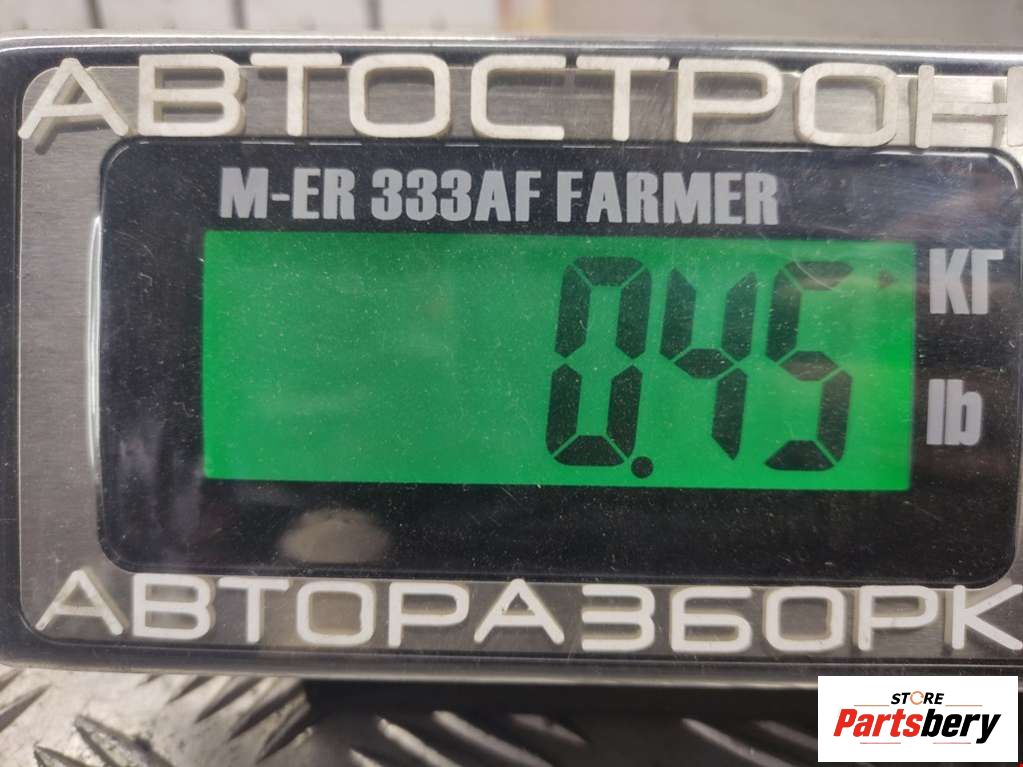 АВТОСТРОН
M-ER 333AF FARMER
0.45
КГ
lb
АВТОРАЗБОРК
STORE
Partsbery